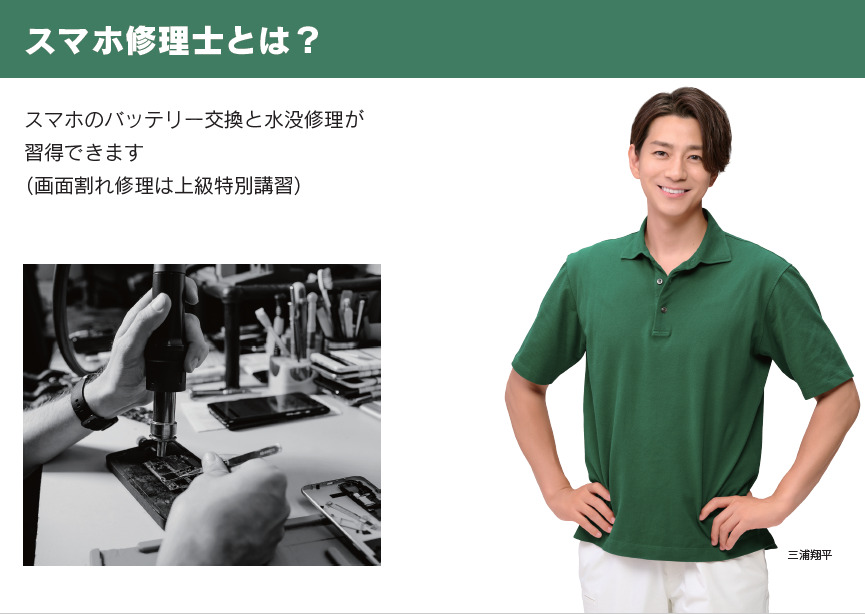 スマホ修理士とは？
スマホのバッテリー交換と水没修理が
習得できます
（画面割れ修理は上級特別講習）
三浦翔平